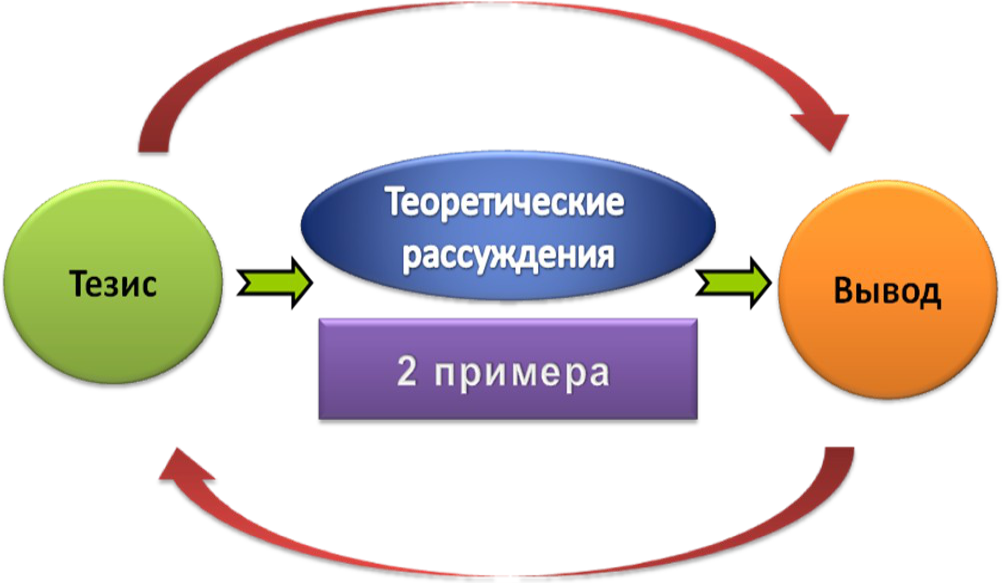 Тезис
Теоретические
рассуждения
2 примера
Вывод